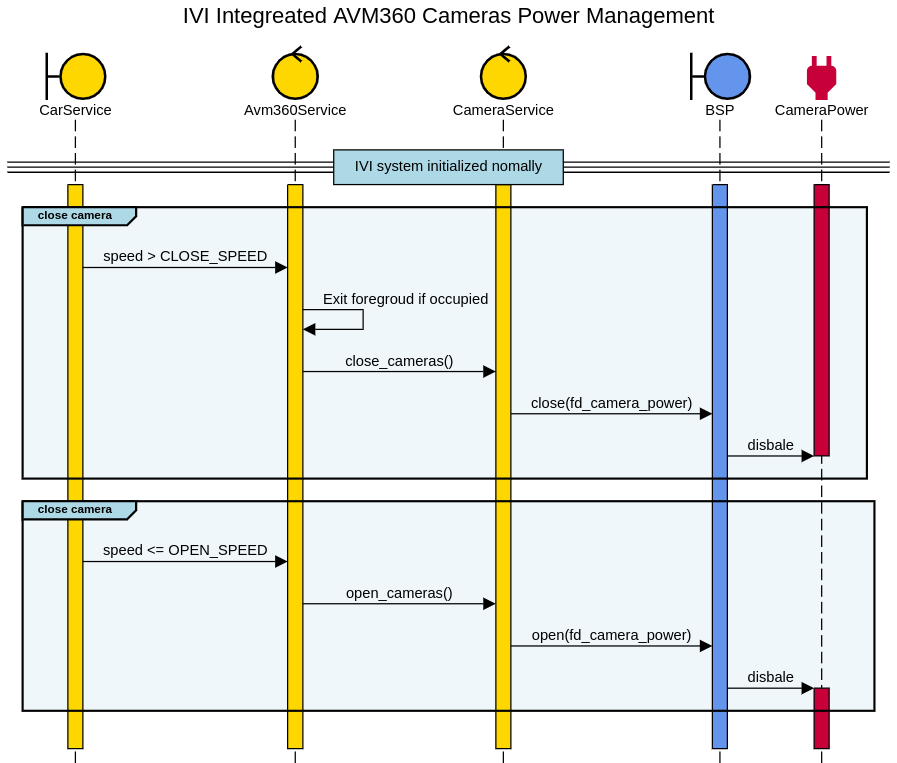 IVI Integreated AVM360 Cameras Power Management
CarService
Avm360Service
CameraService
BSP
CameraPower
IVI system initialized nomally
close camera
speed > CLOSE_SPEED
Exit foregroud if occupied
close_cameras()
close(fd_camera_power)
disbale
close camera
speed <= OPEN_SPEED
open_cameras()
open(fd_camera_power)
disbale